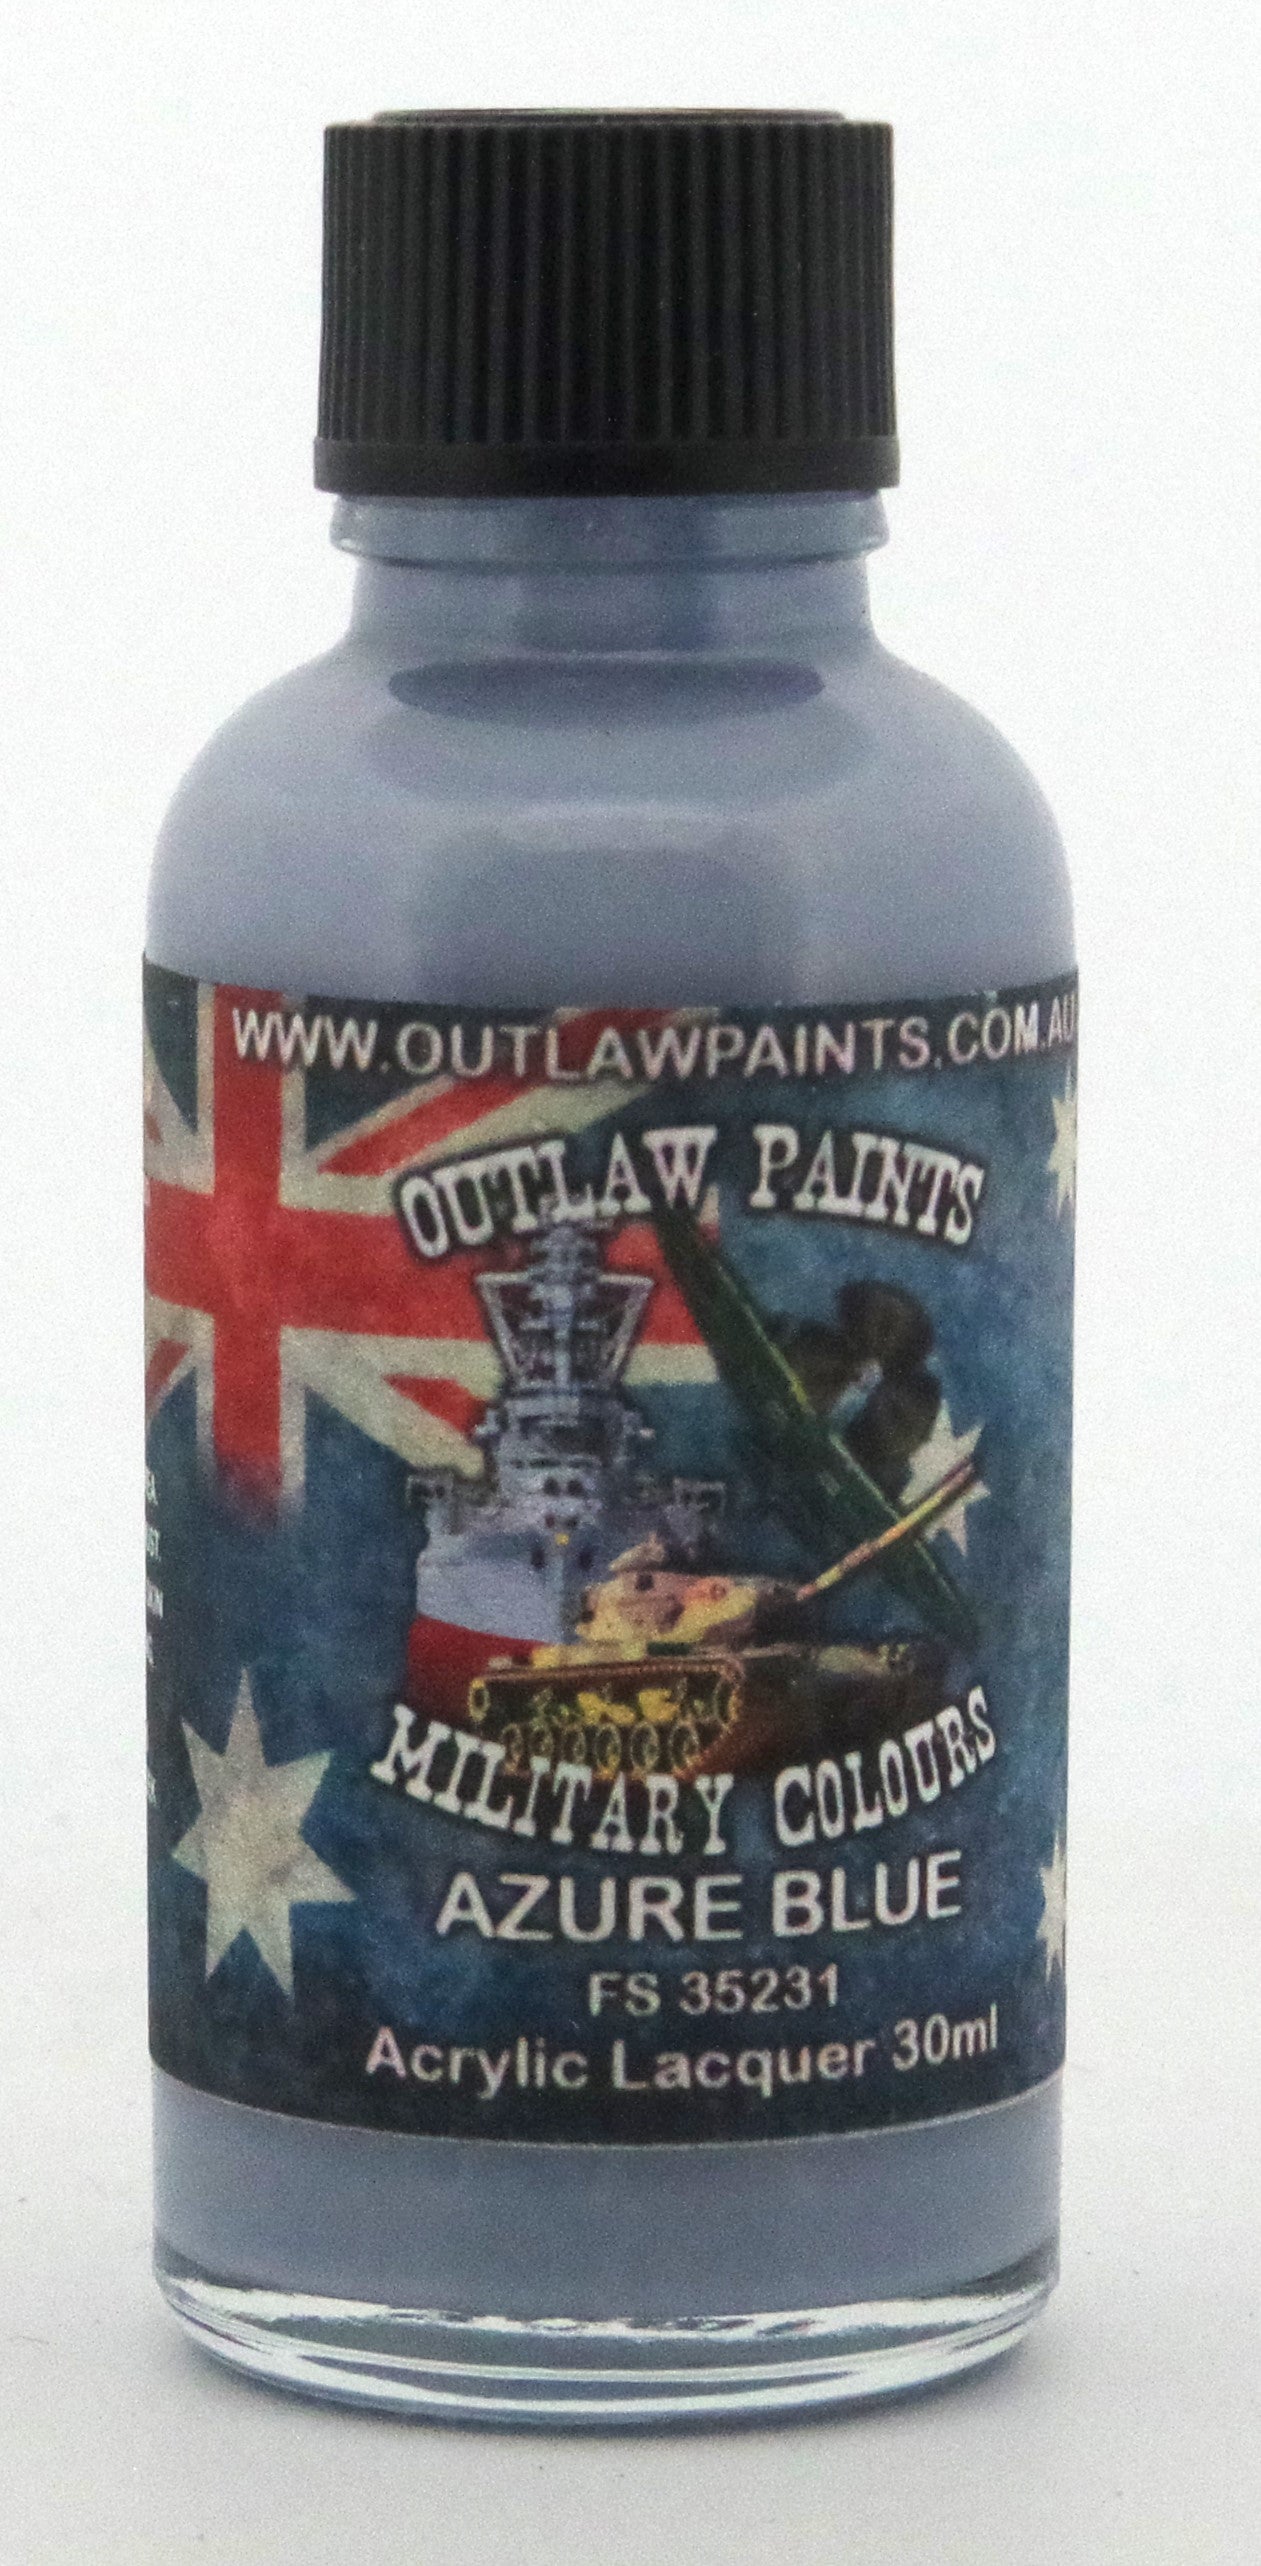 WWW.OUTLAWPAINTS.COM.AU
OUTLAW PAINTS
MILITARY COLOURS
AZURE BLUE
FS 35231
Acrylic Lacquer 30ml